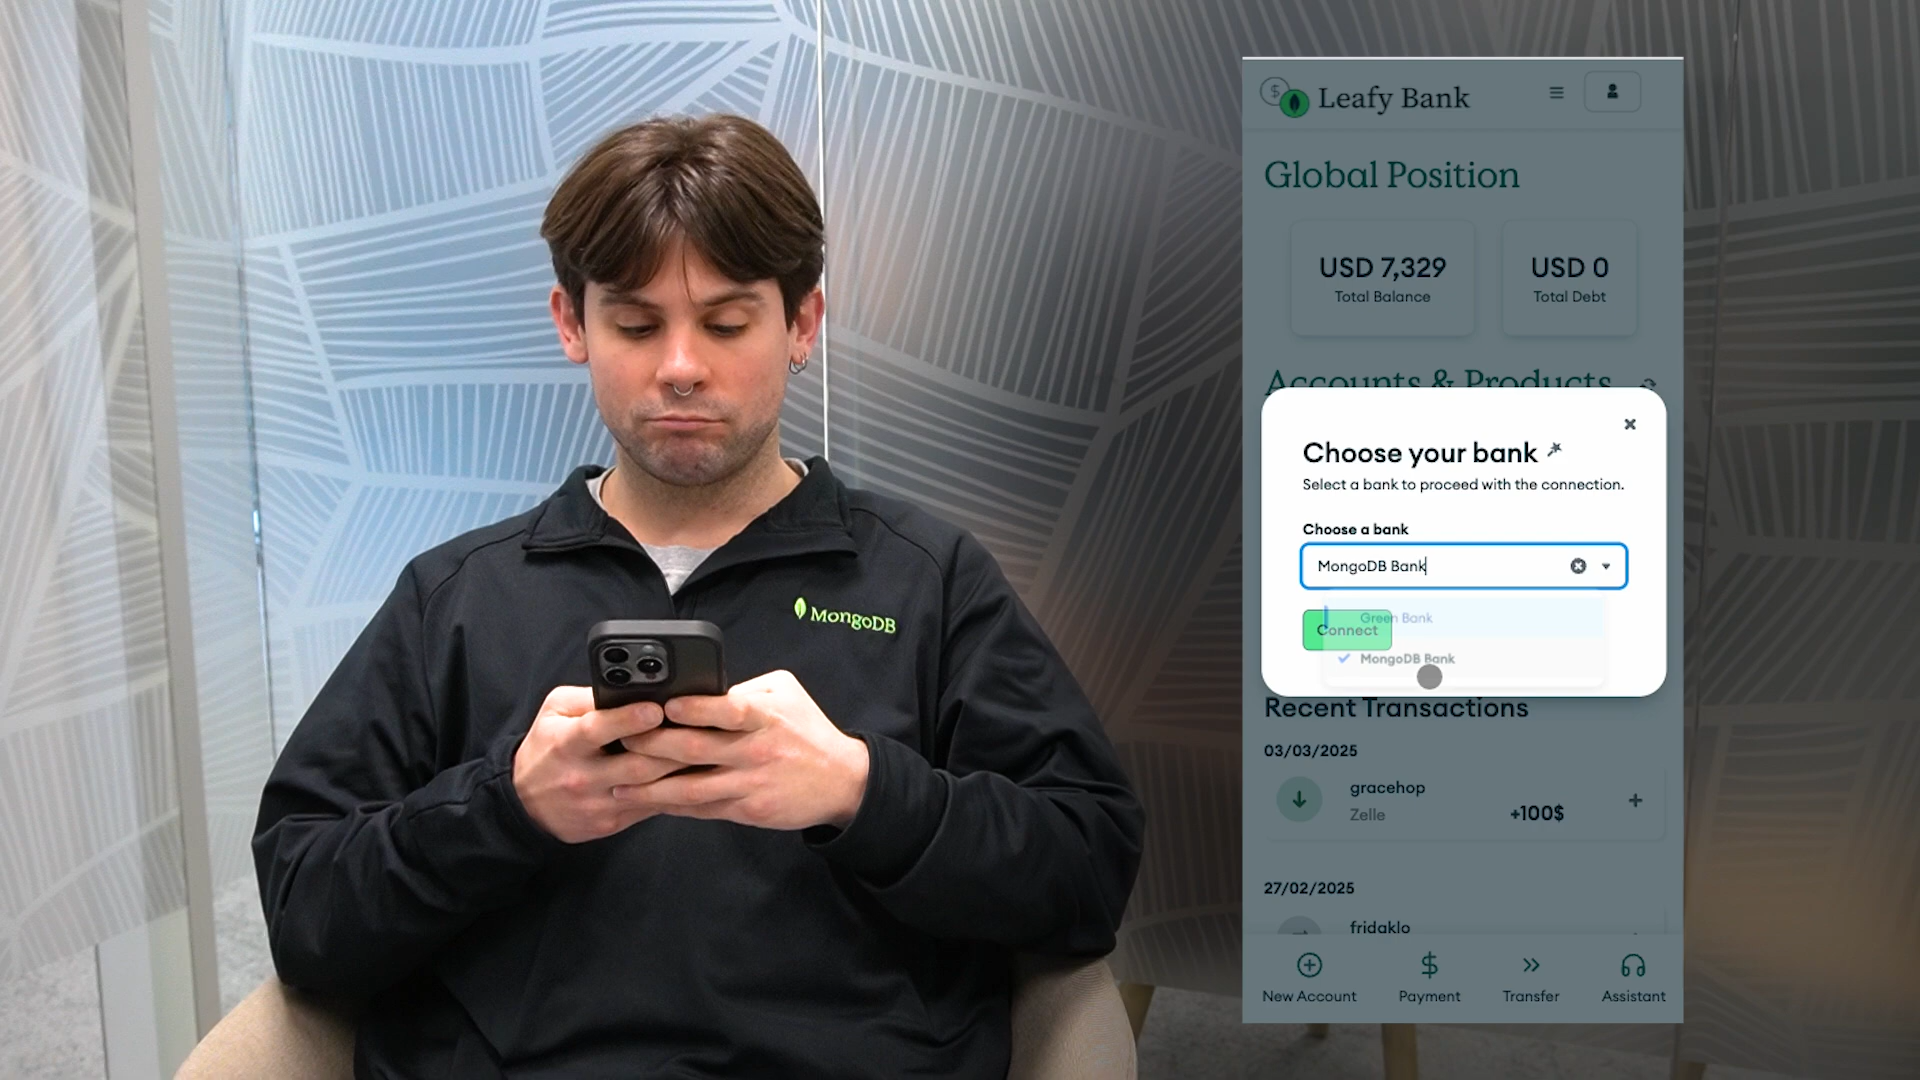 MongoDB
Leafy Bank
Global Position
USD 7,329
Total Balance
USD 0
Total Debt
Accounts & Products
Choose your bank
Select a bank to proceed with the connection.
Choose a bank
MongoDB Bank
Green Bank
Connect
MongoDB Bank
Recent Transactions
03/03/2025
gracehop
Zelle
+100$
27/02/2025
fridaklo
New Account
Payment
Transfer
Assistant